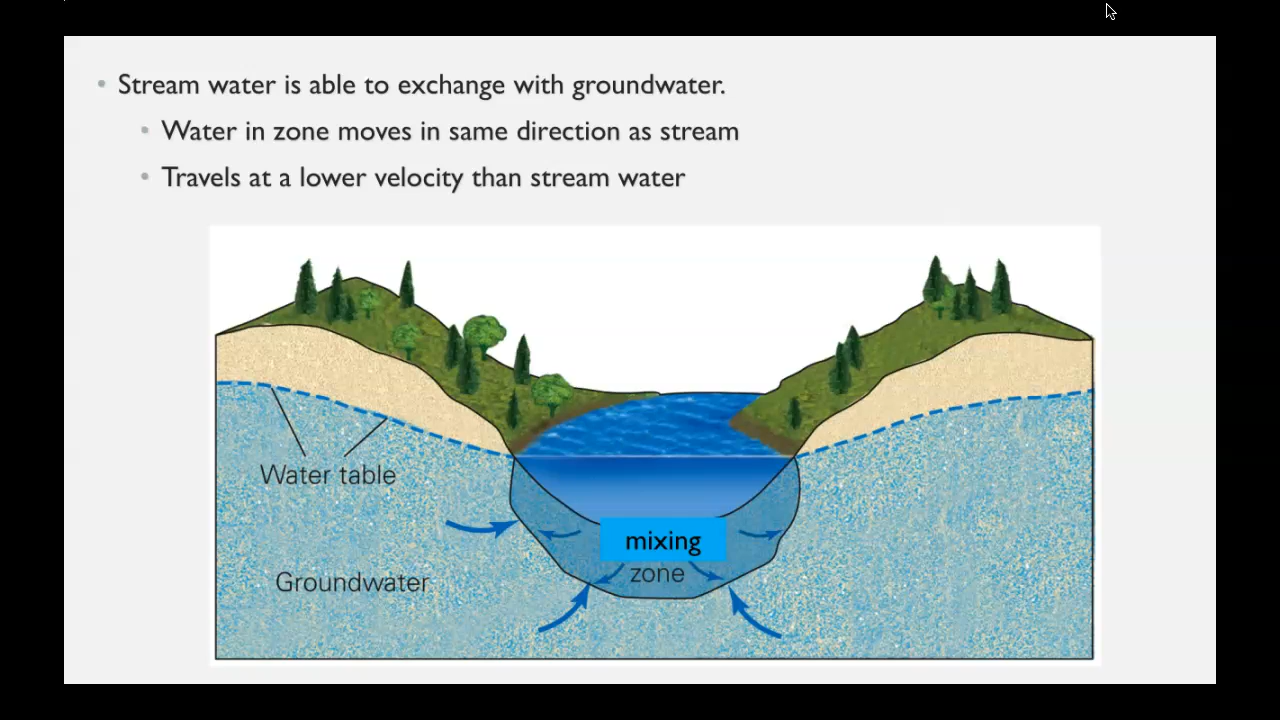 • Stream water is able to exchange with groundwater.
• Water in zone moves in same direction as stream
• Travels at a lower velocity than stream water
Water table
mixing
zone
Groundwater